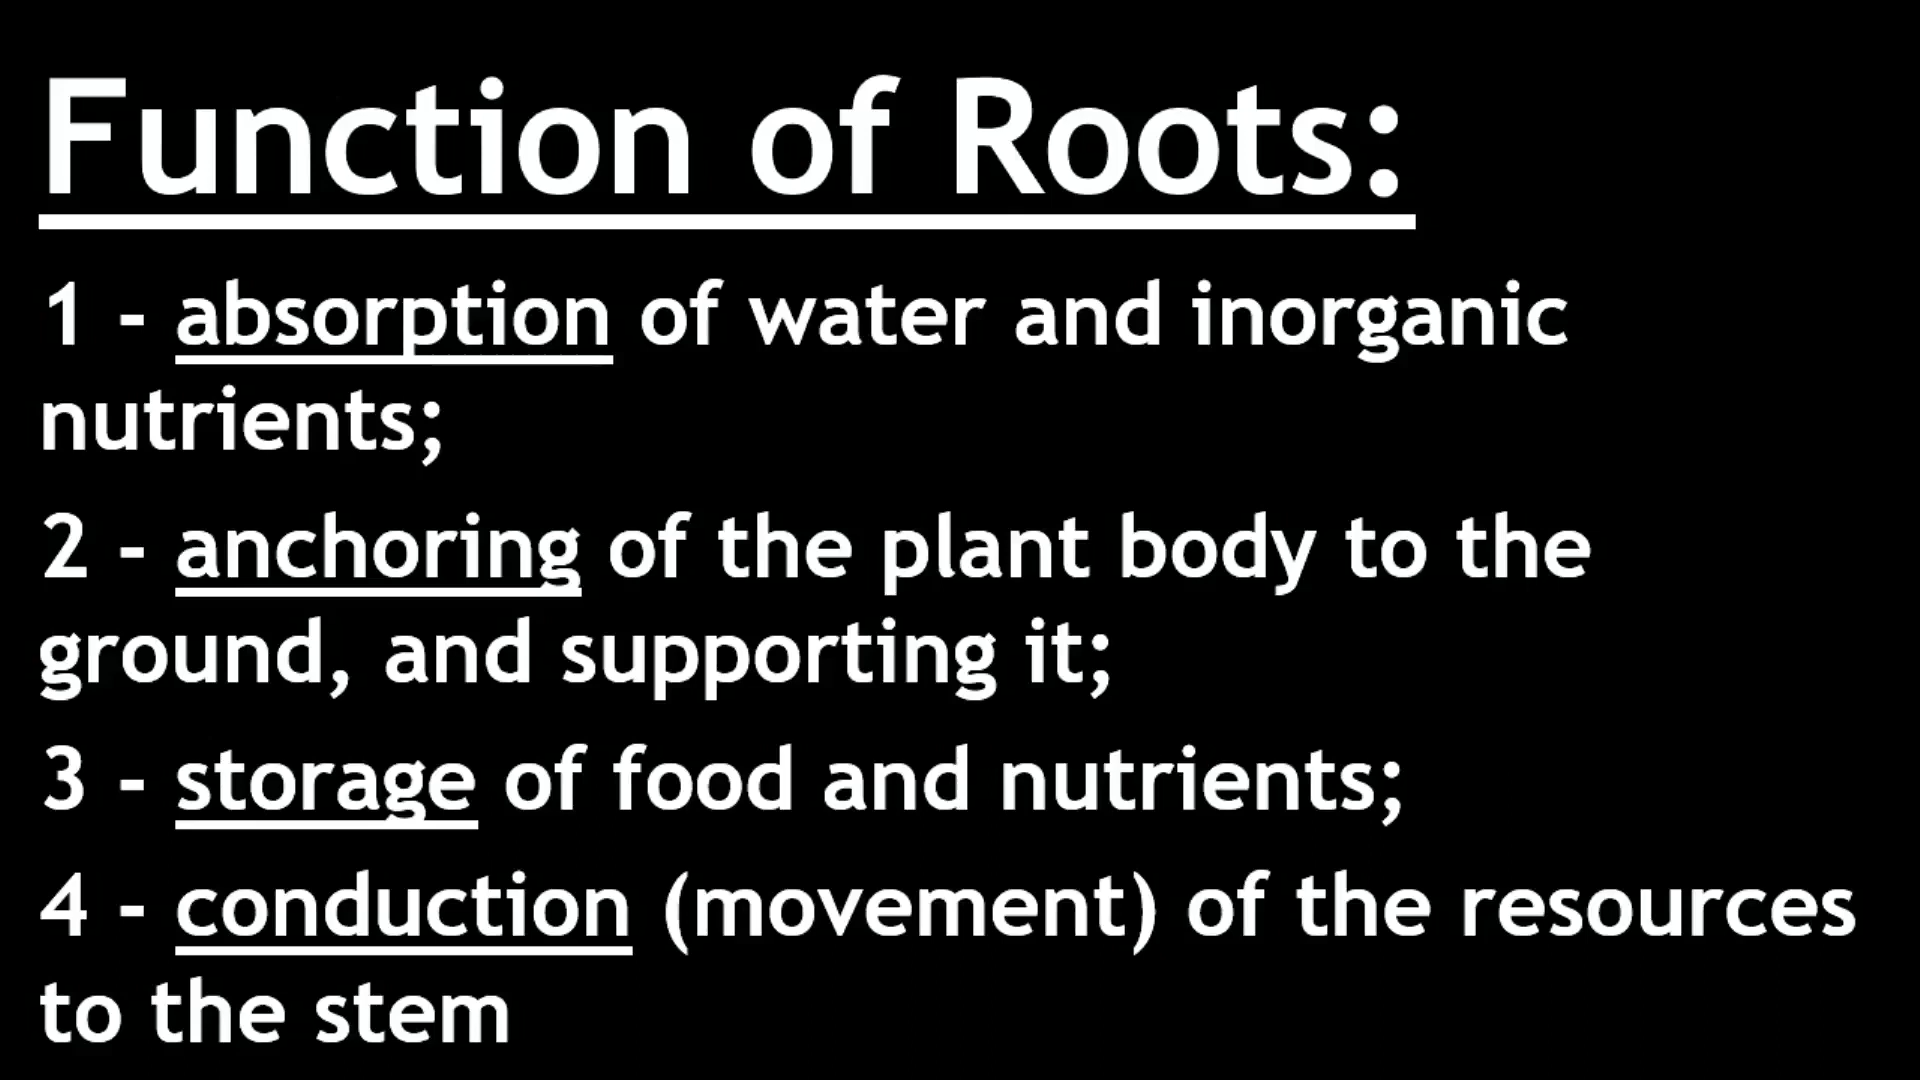 Function of Roots:
1 - absorption of water and inorganic
nutrients;
2 - anchoring of the plant body to the
ground, and supporting it;
3 - storage of food and nutrients;
4 - conduction (movement) of the resources
to the stem